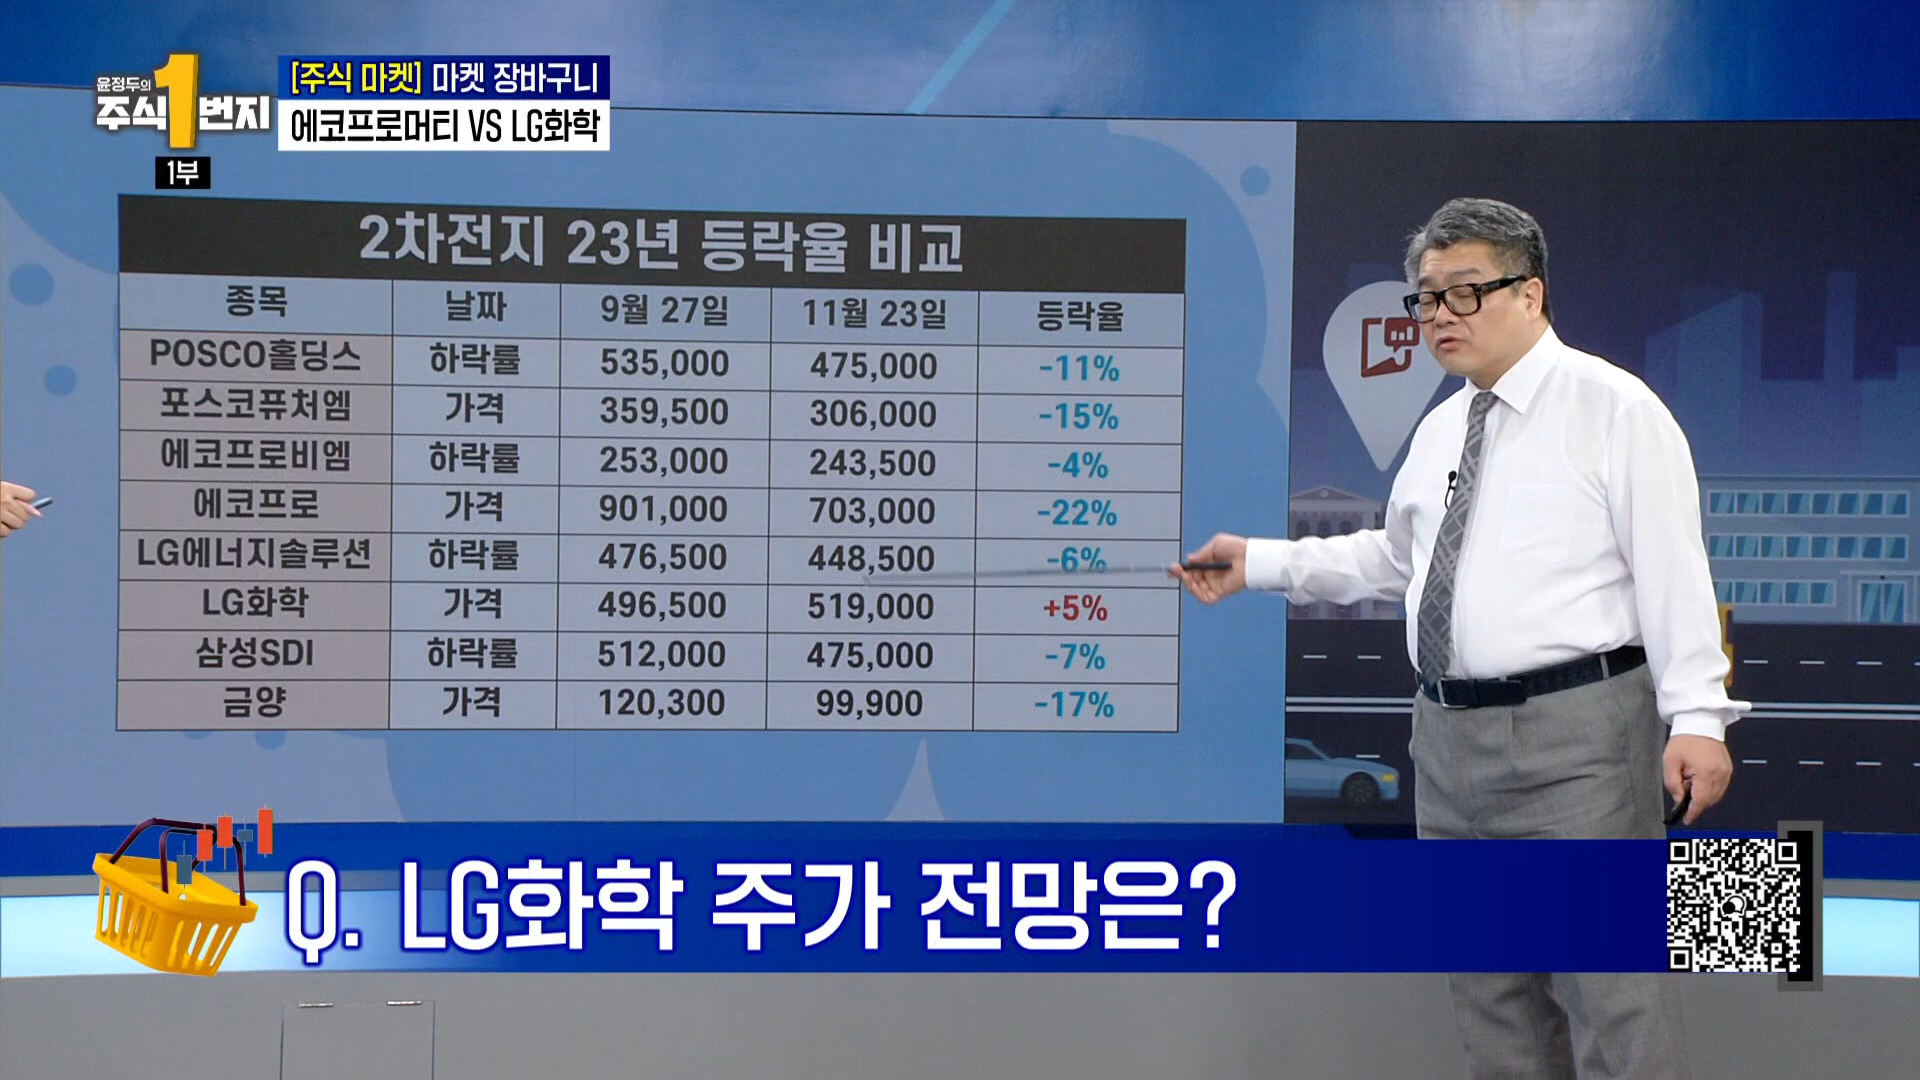 윤정두의
주식1번지
1부
[주식 마켓] 마켓 장바구니
에코프로머티 VS LG화학
2차전지 23년 등락율 비교
종목 날짜 9월 27일 11월 23일 등락율
POSCO홀딩스 하락률 535,000 475,000 -11%
포스코퓨처엠 가격 359,500 306,000 -15%
에코프로비엠 하락률 253,000 243,500 -4%
에코프로 가격 901,000 703,000 -22%
LG에너지솔루션 하락률 476,500 448,500 -6%
LG화학 가격 496,500 519,000 +5%
삼성SDI 하락률 512,000 475,000 -7%
금양 가격 120,300 99,900 -17%
Q. LG화학 주가 전망은?